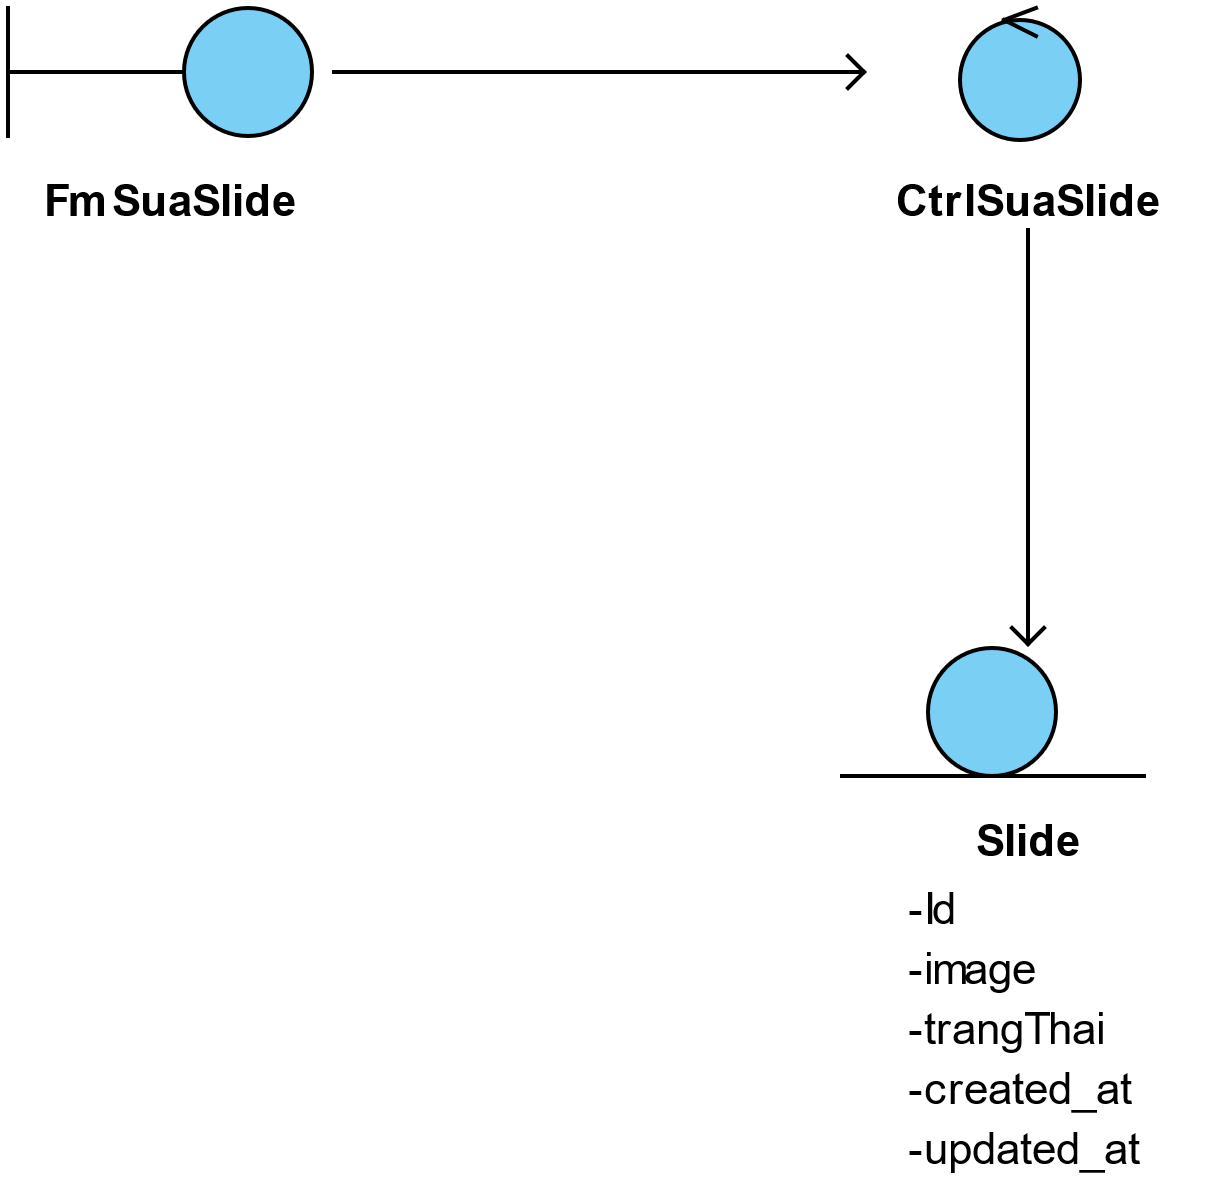 FmSuaSlide
CtrlSuaSlide
Slide
-Id
-image
-trangThai
-created_at
-updated_at